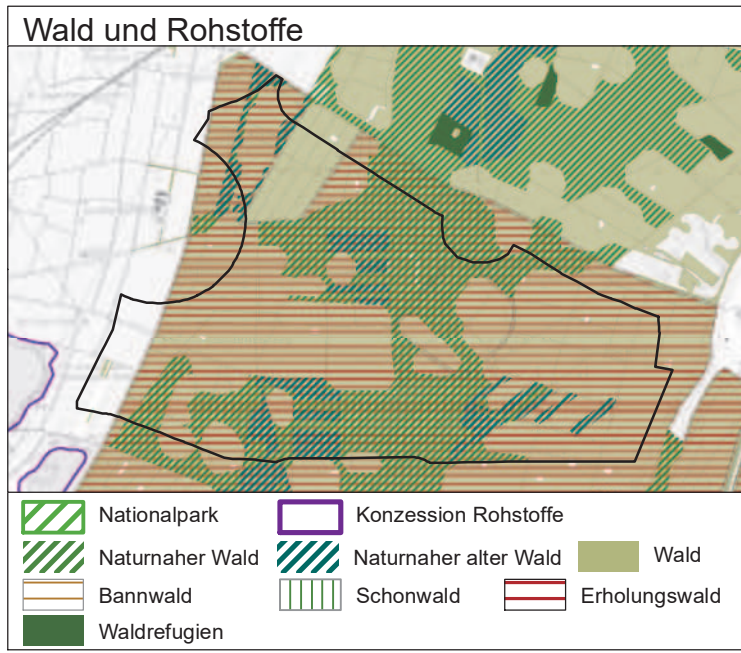 Wald und Rohstoffe
Nationalpark Konzession Rohstoffe
Naturnaher Wald Naturnaher alter Wald Wald
Bannwald Schonwald Erholungswald
Waldrefugien